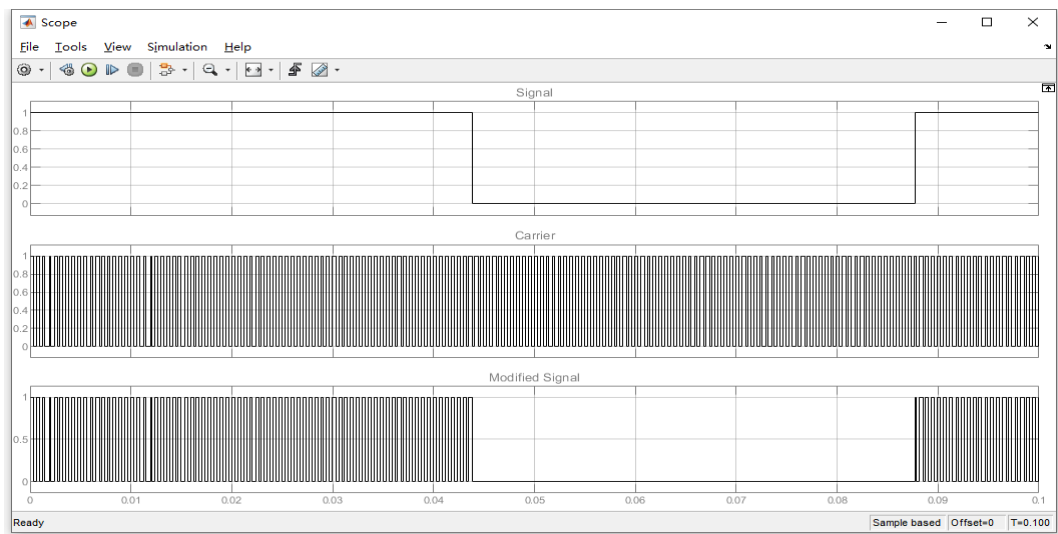 Scope
File Tools View Simulation Help
Signal
1
0.8
0.6
0.4
0.2
0
Carrier
1
0.8
0.6
0.4
0.2
0
Modified Signal
1
0.5
0
0 0.01 0.02 0.03 0.04 0.05 0.06 0.07 0.08 0.09 0.1
Ready Sample based Offset=0 T=0.100